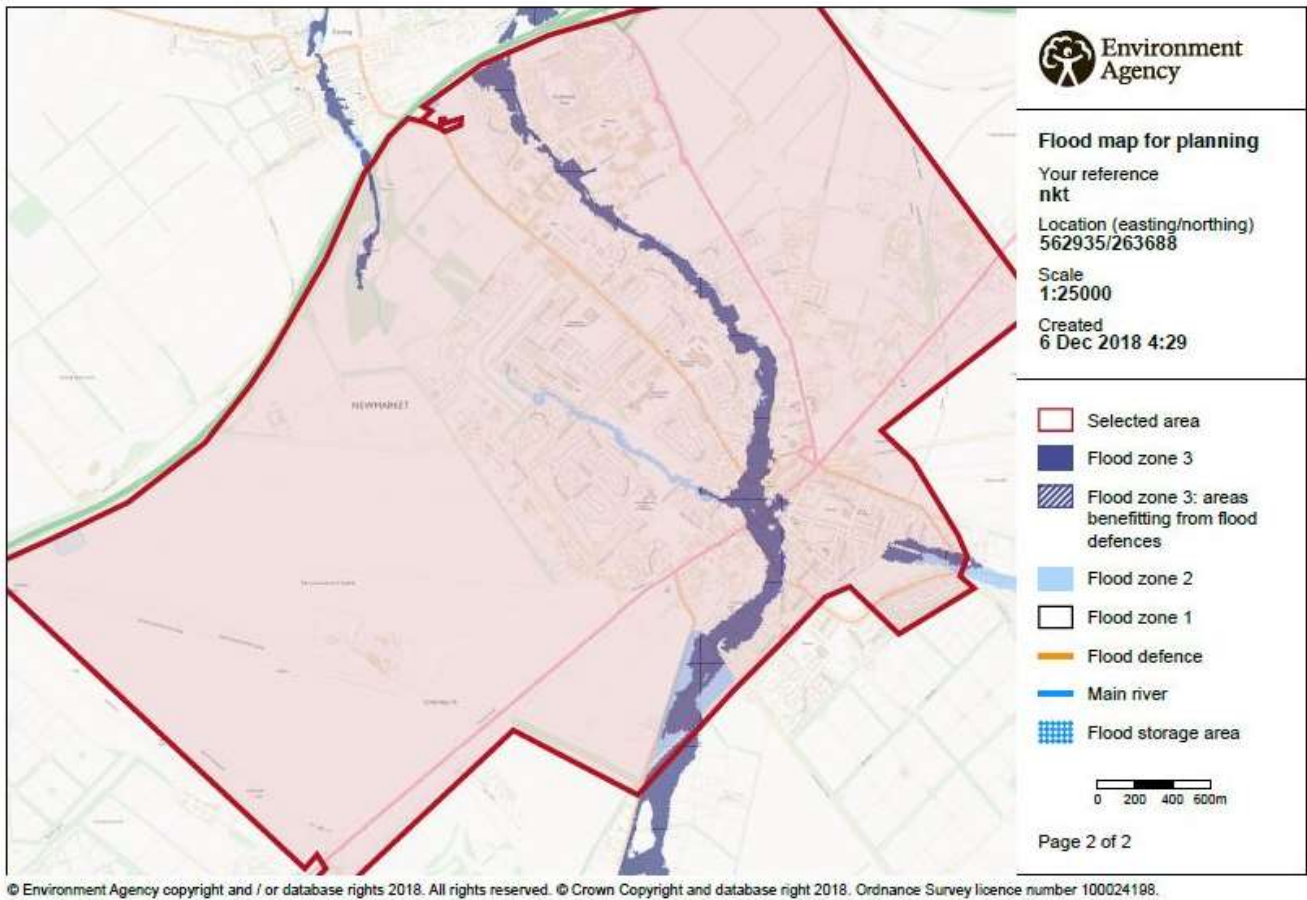 Exning
NEWMARKET
Environment
Agency
Flood map for planning
Your reference
nkt
Location (easting/northing)
562935/263688
Scale
1:25000
Created
6 Dec 2018 4:29
Selected area
Flood zone 3
Flood zone 3: areas
benefitting from flood
defences
Flood zone 2
Flood zone 1
Flood defence
Main river
Flood storage area
0 200 400 600m
Page 2 of 2
© Environment Agency copyright and / or database rights 2018. All rights reserved. © Crown Copyright and database right 2018. Ordnance Survey licence number 100024198.